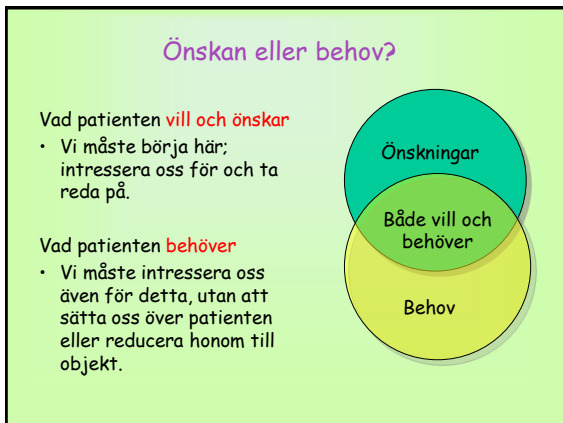 Önskan eller behov?
Vad patienten vill och önskar
• Vi måste börja här;
intressera oss för och ta
reda på.
Vad patienten behöver
• Vi måste intressera oss
även för detta, utan att
sätta oss över patienten
eller reducera honom till
objekt.
Önskningar
Både vill och
behöver
Behov